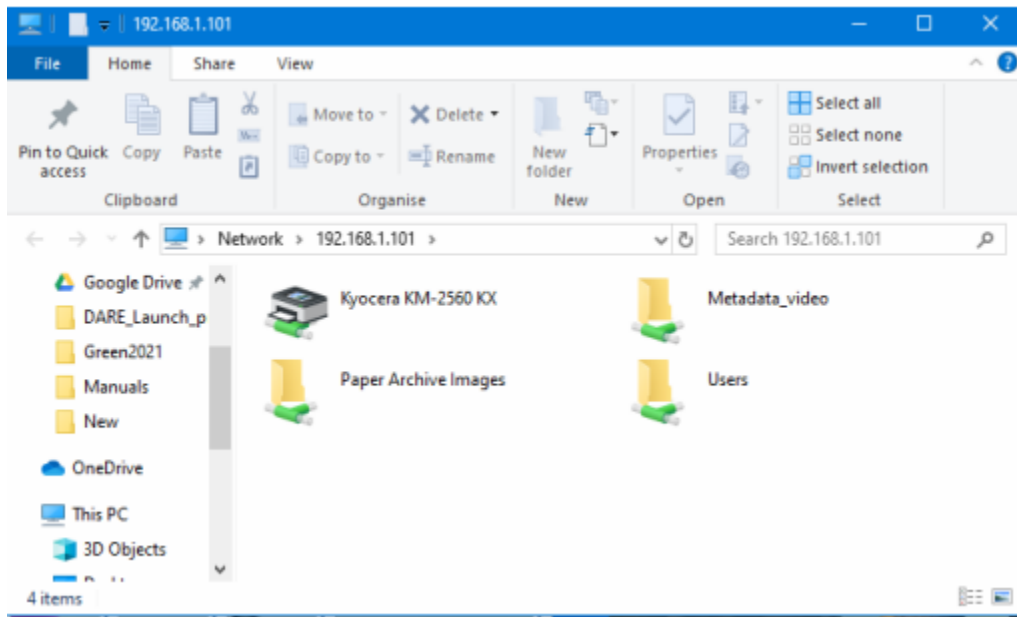 192.168.1.101
File Home Share View
Pin to Quick access
Copy
Paste
Clipboard
Move to
Copy to
Delete
Rename
Organise
New folder
New
Properties
Open
Select all
Select none
Invert selection
Select
Network > 192.168.1.101 >
Search 192.168.1.101
Google Drive
DARE_Launch_p
Green2021
Manuals
New
OneDrive
This PC
3D Objects
Kyocera KM-2560 KX
Metadata_video
Paper Archive Images
Users
4 items